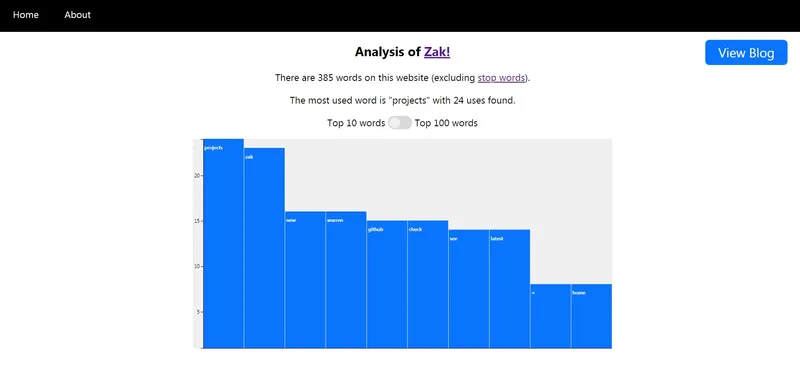 Home About
View Blog
Analysis of Zak!
There are 385 words on this website (excluding stop words).
The most used word is "projects" with 24 uses found.
Top 10 words Top 100 words
projects
zak
new
warren
github
check
see
latest
home
20
15
10
5